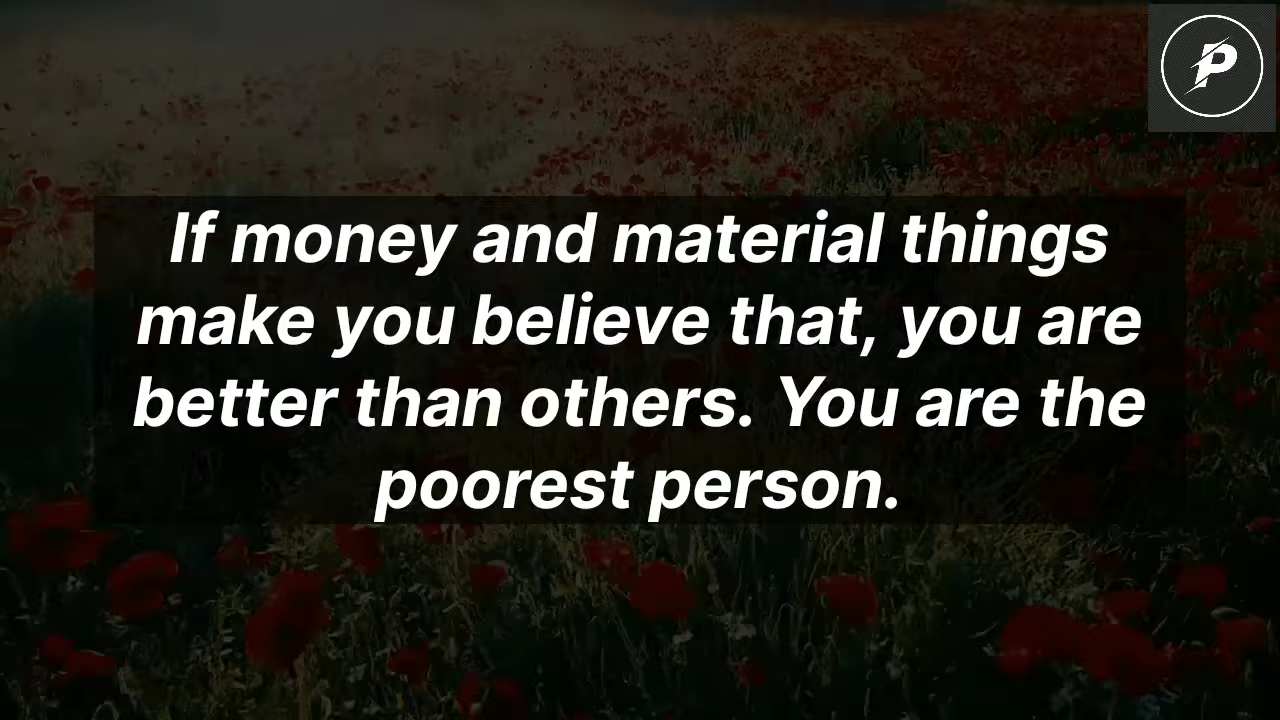 If money and material things
make you believe that, you are
better than others. You are the
poorest person.
P